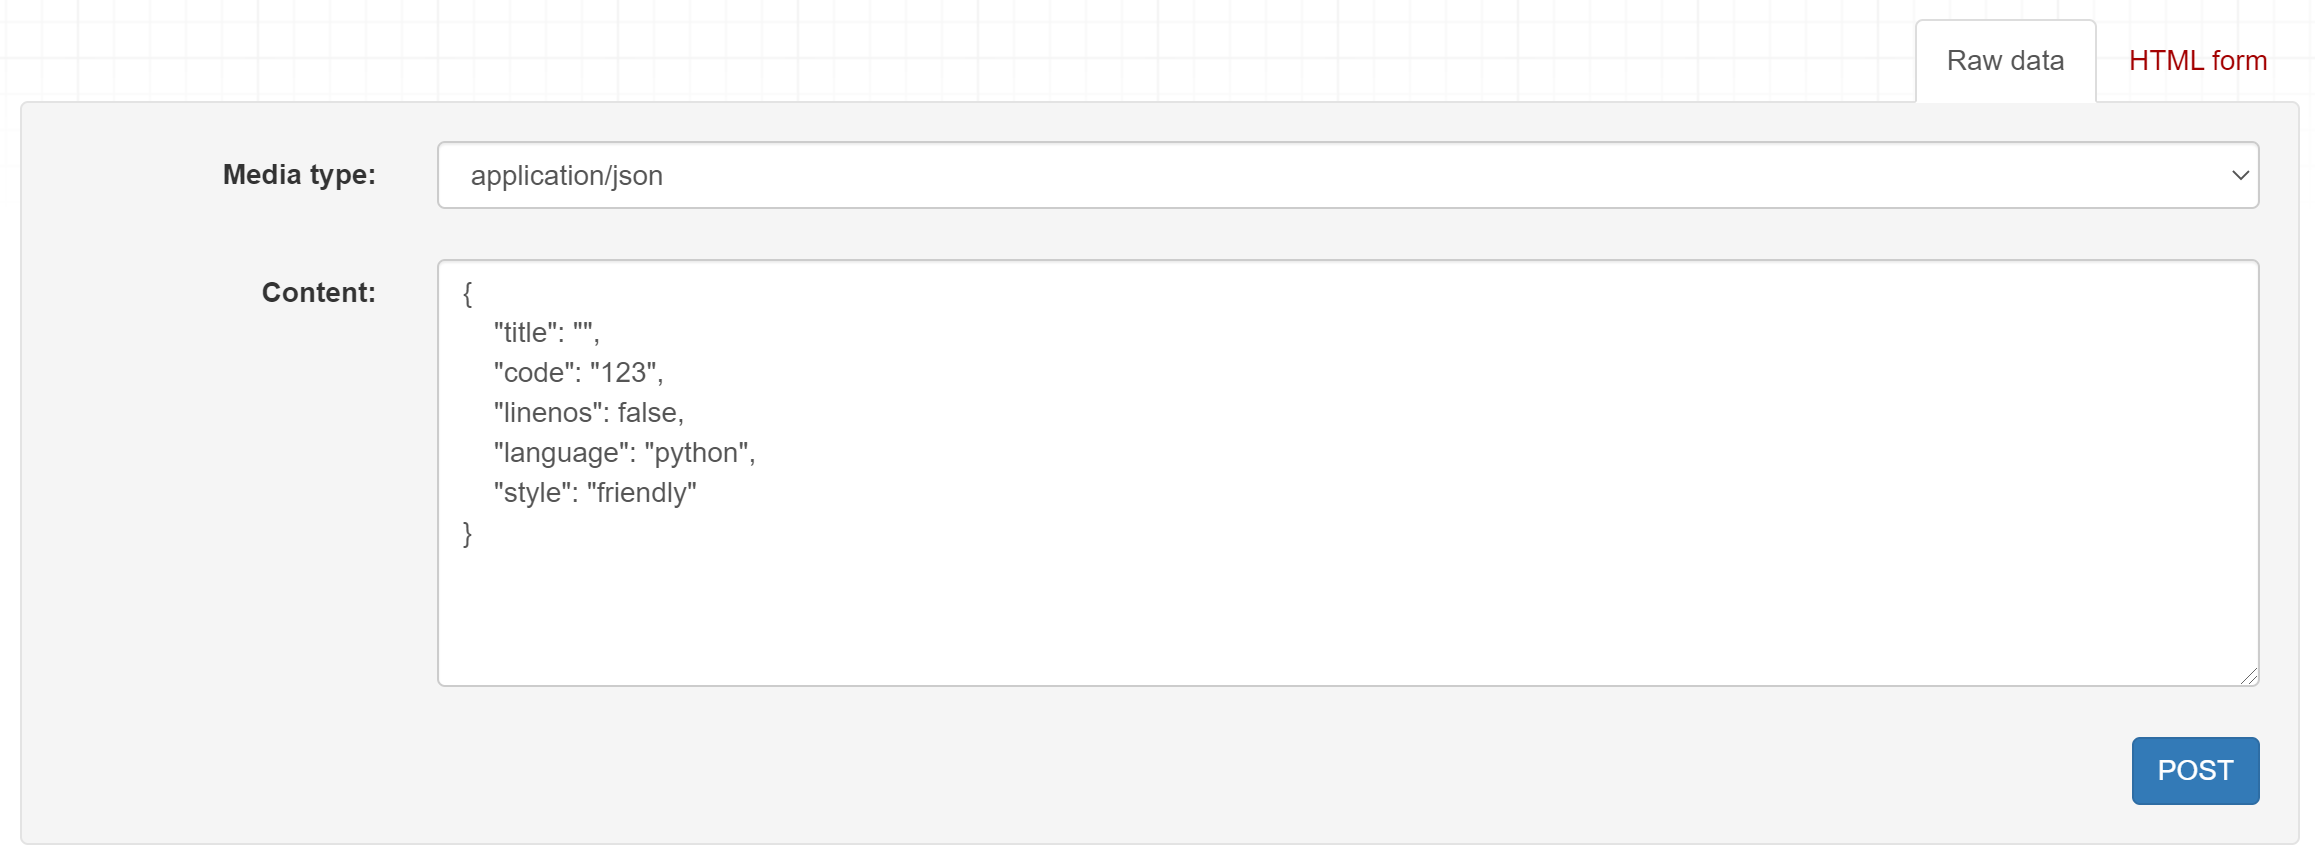 Raw data HTML form
Media type: application/json
Content: {
"title": "",
"code": "123",
"linenos": false,
"language": "python",
"style": "friendly"
}
POST